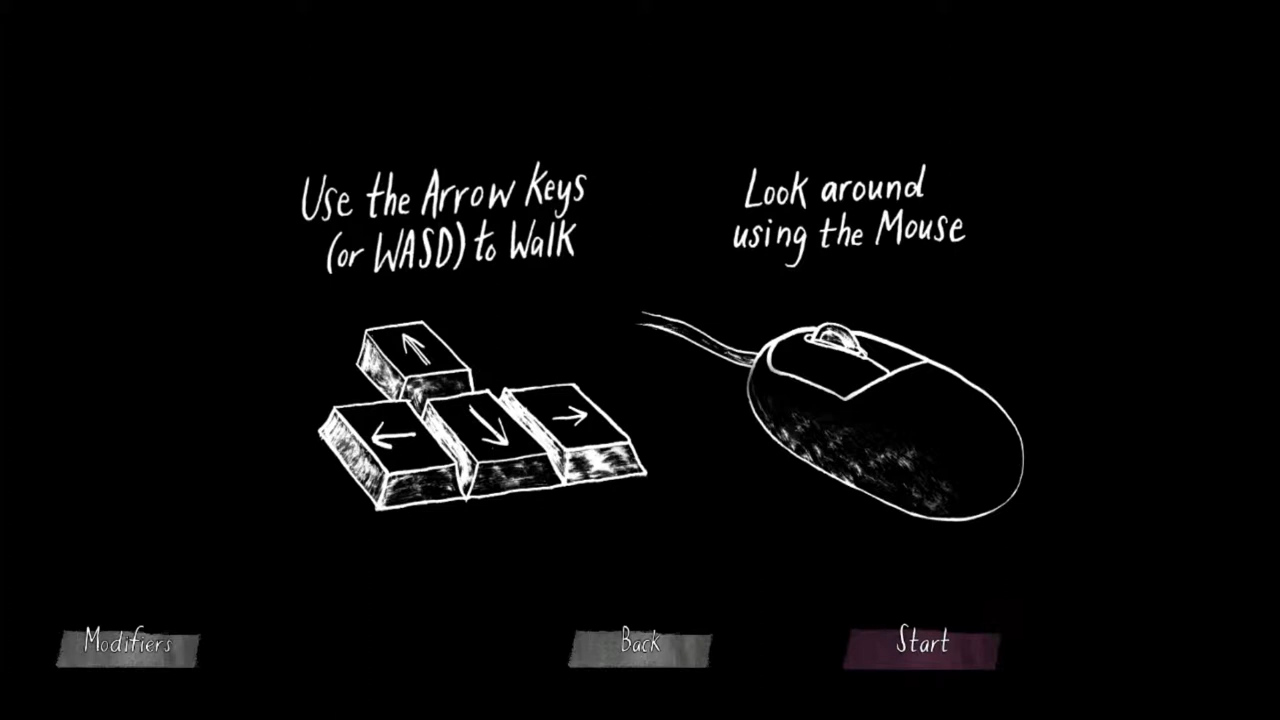 Use the Arrow Keys
(or WASD) to Walk
Look around
using the Mouse
Modifiers
Back
Start